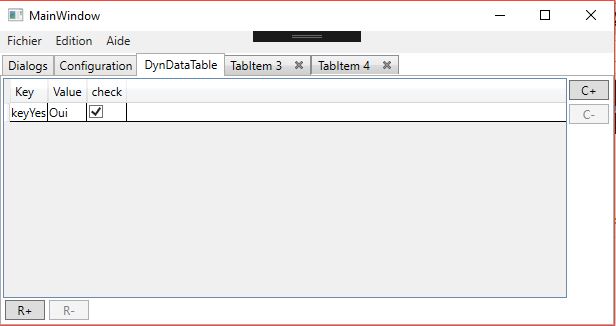 MainWindow
Fichier Edition Aide
Dialogs Configuration DynDataTable TabItem 3 TabItem 4
Key Value check C+
keyYes Oui C-
R+ R-